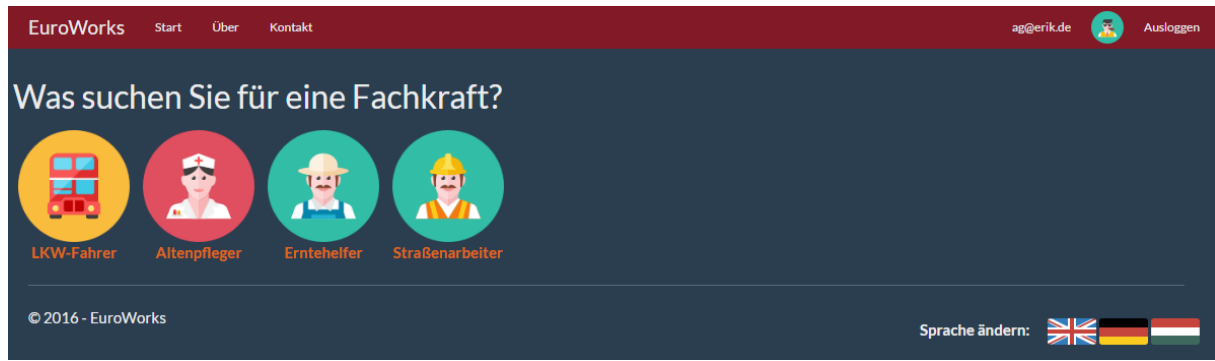 EuroWorks Start Über Kontakt ag@erik.de Ausloggen
Was suchen Sie für eine Fachkraft?
LKW-Fahrer Altenpfleger Erntehelfer Straßenarbeiter
© 2016 - EuroWorks
Sprache ändern: